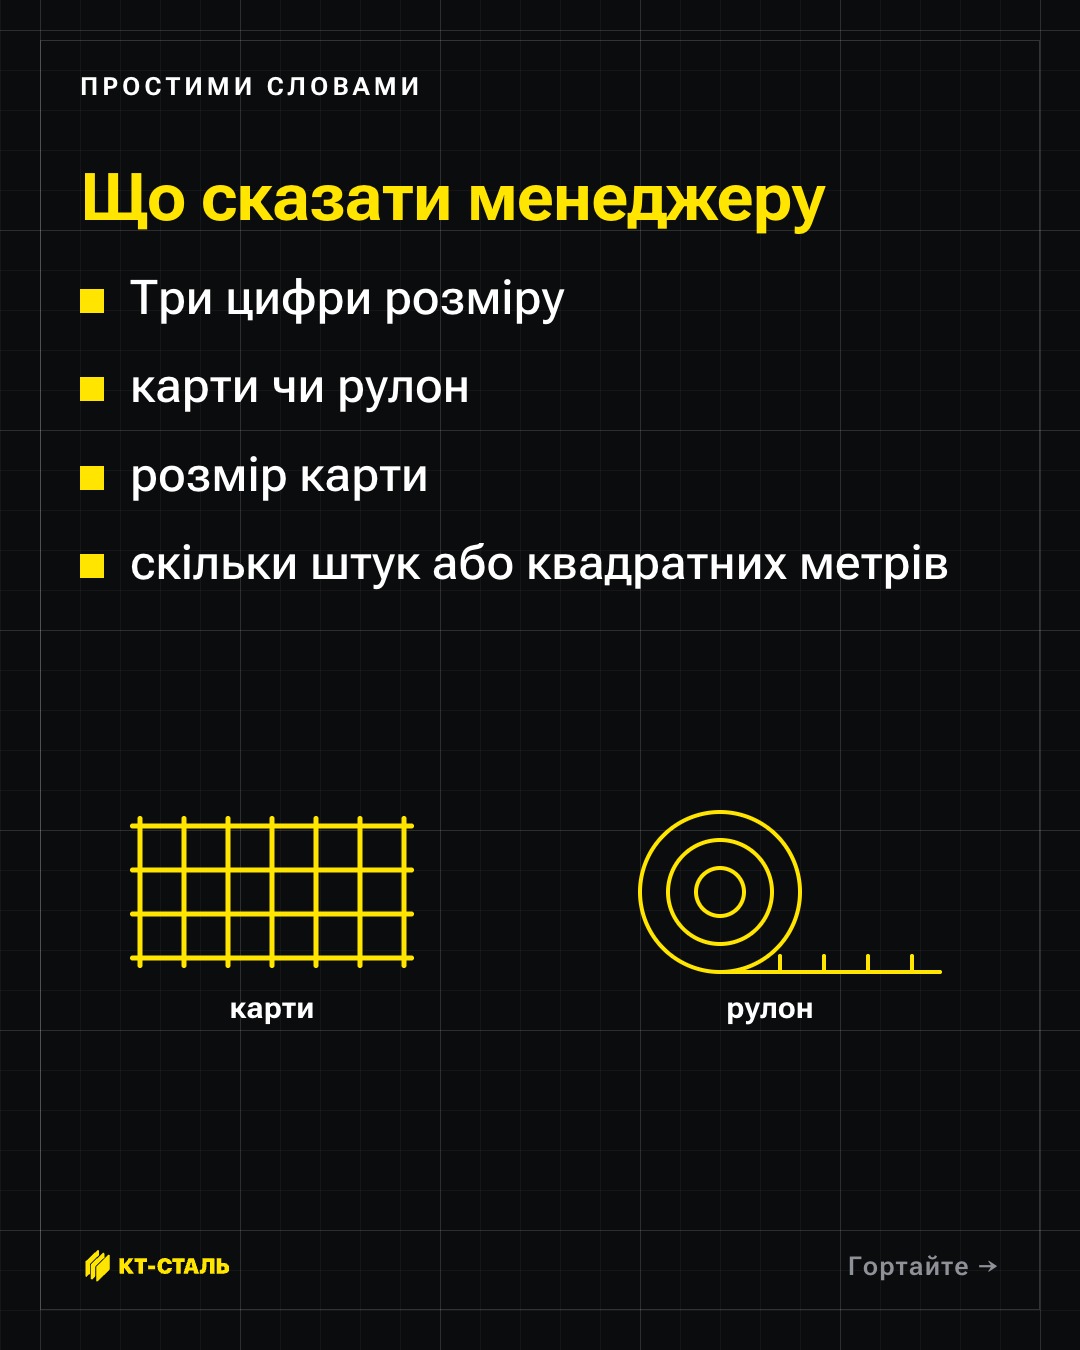 ПРОСТИМИ СЛОВАМИ
Що сказати менеджеру
Три цифри розміру
карти чи рулон
розмір карти
скільки штук або квадратних метрів
карти
рулон
КТ-СТАЛЬ
Гортайте →